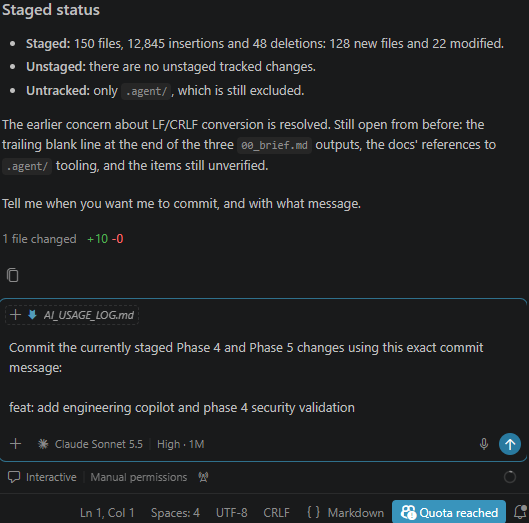 Staged status
Staged: 150 files, 12,845 insertions and 48 deletions: 128 new files and 22 modified.
Unstaged: there are no unstaged tracked changes.
Untracked: only .agent/, which is still excluded.
The earlier concern about LF/CRLF conversion is resolved. Still open from before: the
trailing blank line at the end of the three 00_brief.md outputs, the docs' references to
.agent/ tooling, and the items still unverified.
Tell me when you want me to commit, and with what message.
1 file changed +10 -0
AI_USAGE_LOG.md
Commit the currently staged Phase 4 and Phase 5 changes using this exact commit
message:
feat: add engineering copilot and phase 4 security validation
Claude Sonnet 5.5 High · 1M
Interactive Manual permissions
Ln 1, Col 1 Spaces: 4 UTF-8 CRLF { } Markdown Quota reached